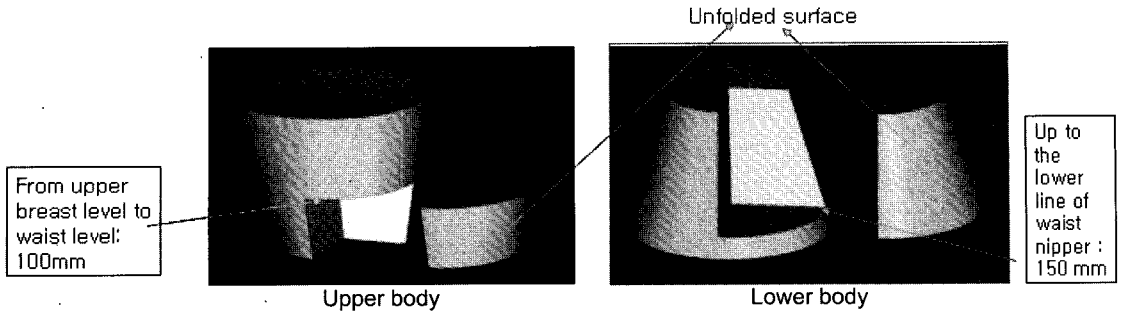 Unfolded surface
From upper
breast level to
waist level:
100mm
Up to
the
lower
line of
waist
nipper :
150 mm
Upper body
Lower body